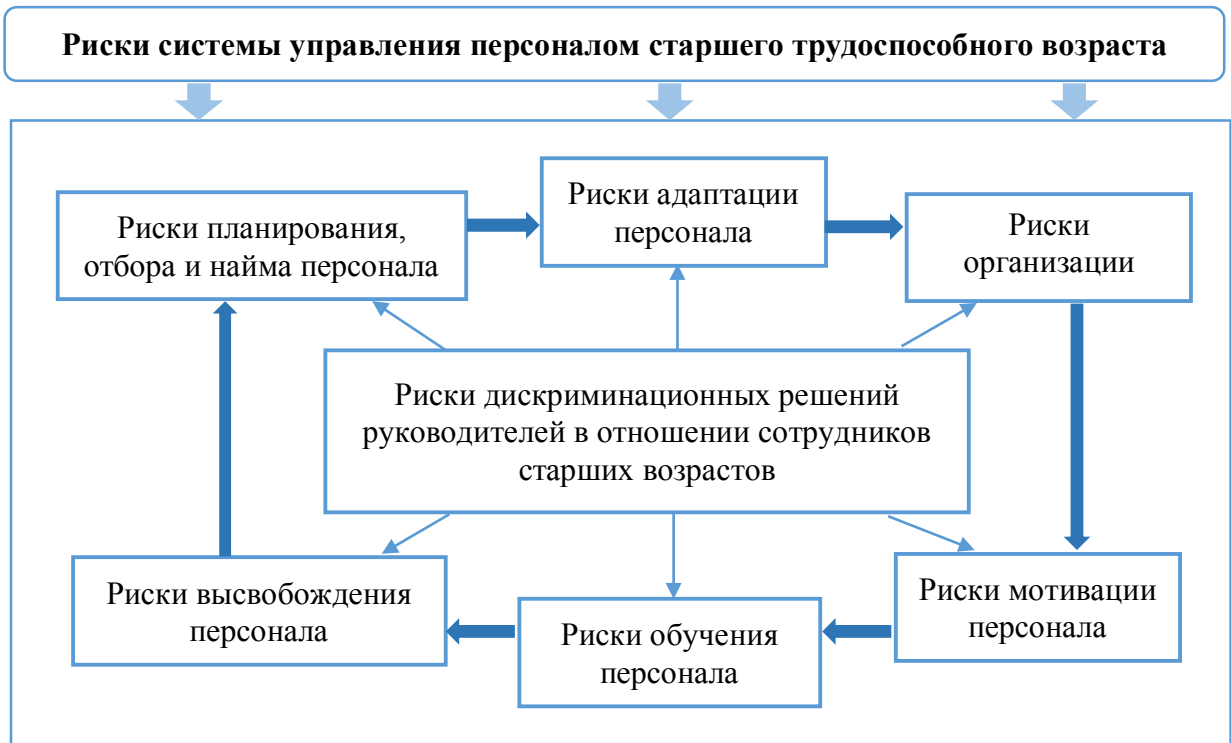 Риски системы управления персоналом старшего трудоспособного возраста
Риски планирования,
отбора и найма персонала
Риски адаптации
персонала
Риски
организации
Риски дискриминационных решений
руководителей в отношении сотрудников
старших возрастов
Риски высвобождения
персонала
Риски обучения
персонала
Риски мотивации
персонала